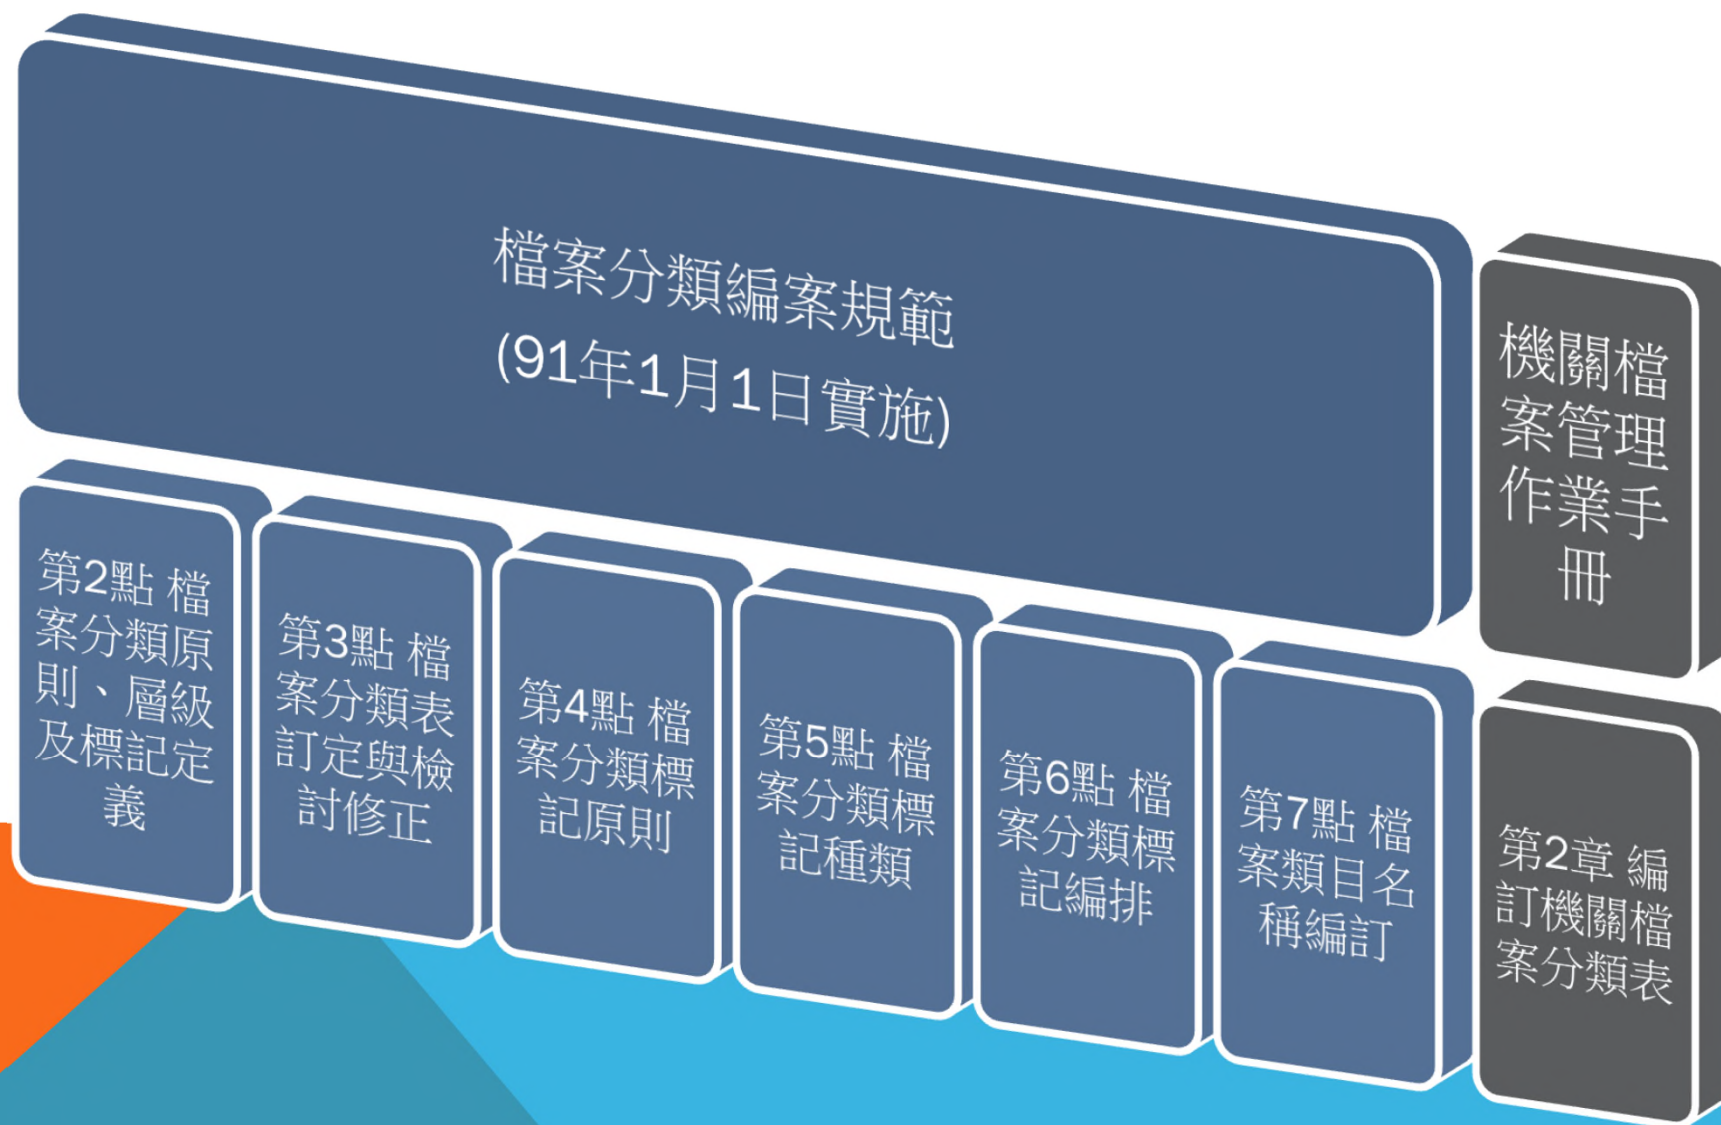 檔案分類編案規範
(91年1月1日實施)
機關檔
案管理
作業手
冊
第2點 檔
案分類原
則、層級
及標記定
義
第3點 檔
案分類表
訂定與檢
討修正
第4點 檔
案分類標
記原則
第5點 檔
案分類標
記種類
第6點 檔
案分類標
記編排
第7點 檔
案類目名
稱編訂
第2章 編
訂機關檔
案分類表